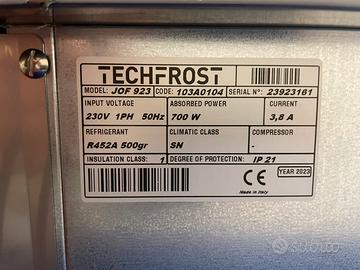 TECHFROST
MODEL: JOF 923 CODE: 103A0104 SERIAL N°: 23923161
INPUT VOLTAGE ABSORBED POWER CURRENT
230V 1PH 50Hz 700 W 3,8 A
REFRIGERANT CLIMATIC CLASS COMPRESSOR
R452A 500gr SN -
INSULATION CLASS: 1 DEGREE OF PROTECTION: IP 21
CE YEAR 2023
Made in Italy
subito